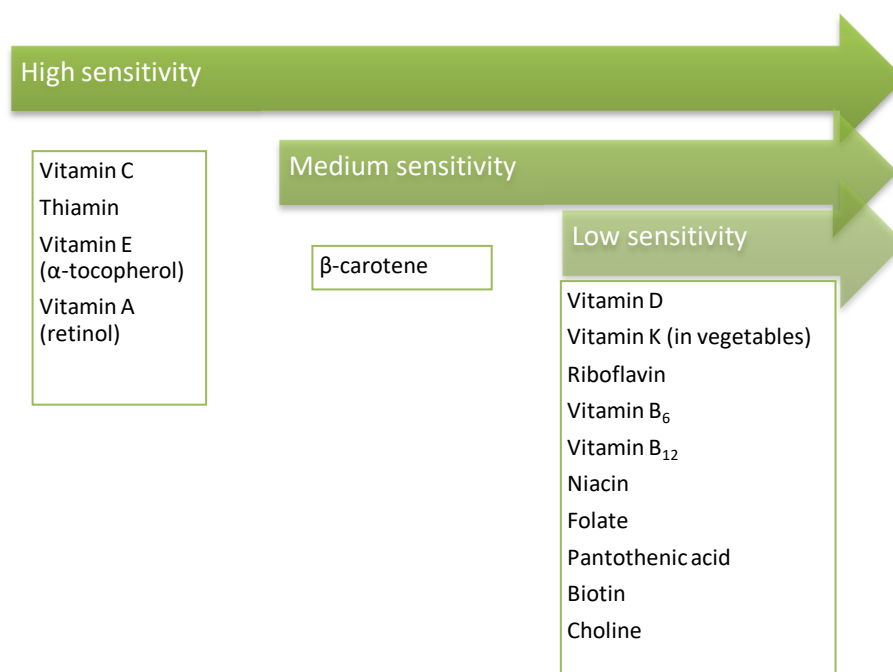 High sensitivity
Vitamin C
Thiamin
Vitamin E
(α-tocopherol)
Vitamin A
(retinol)
Medium sensitivity
β-carotene
Low sensitivity
Vitamin D
Vitamin K (in vegetables)
Riboflavin
Vitamin B₆
Vitamin B₁₂
Niacin
Folate
Pantothenic acid
Biotin
Choline